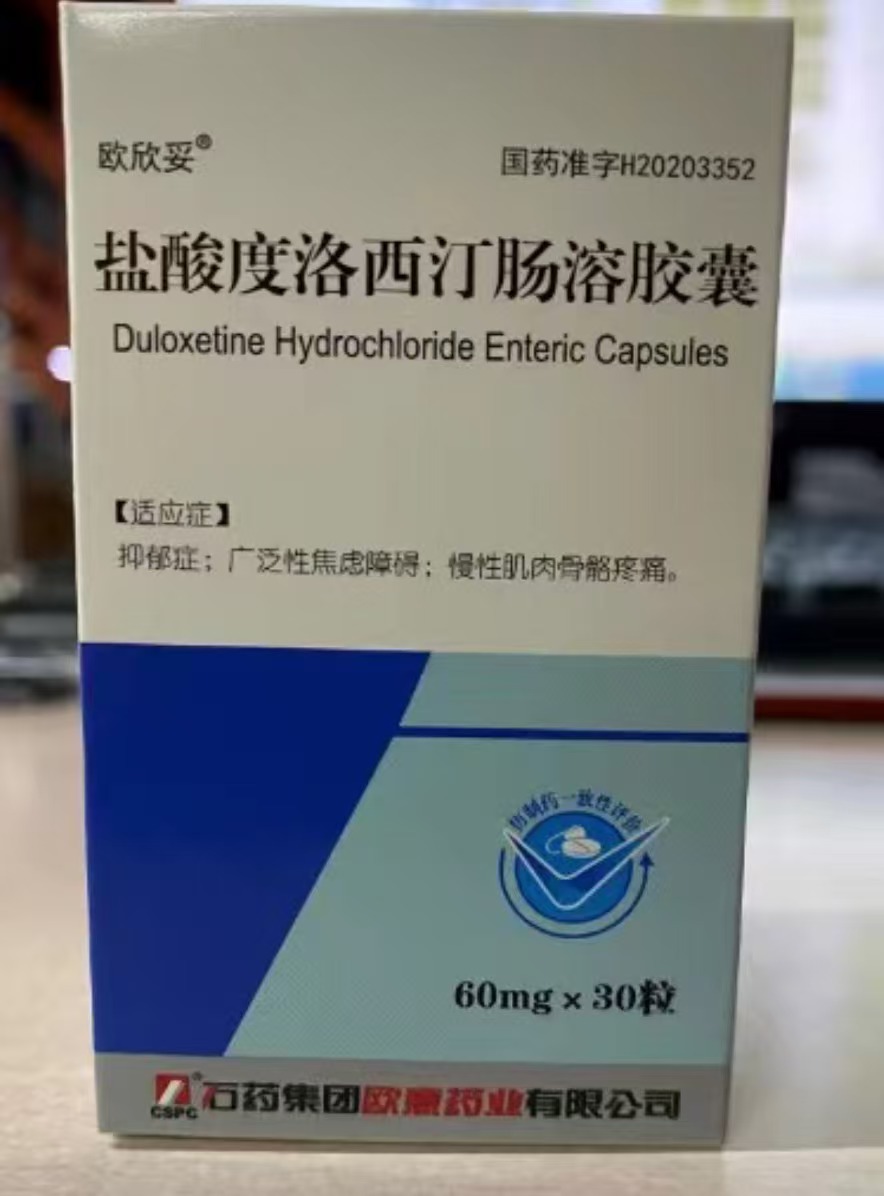 欧欣妥®
国药准字H20203352
盐酸度洛西汀肠溶胶囊
Duloxetine Hydrochloride Enteric Capsules
【适应症】
抑郁症；广泛性焦虑障碍；慢性肌肉骨骼疼痛。
仿制药一致性评价
60mg×30粒
CSPC® 石药集团欧意药业有限公司